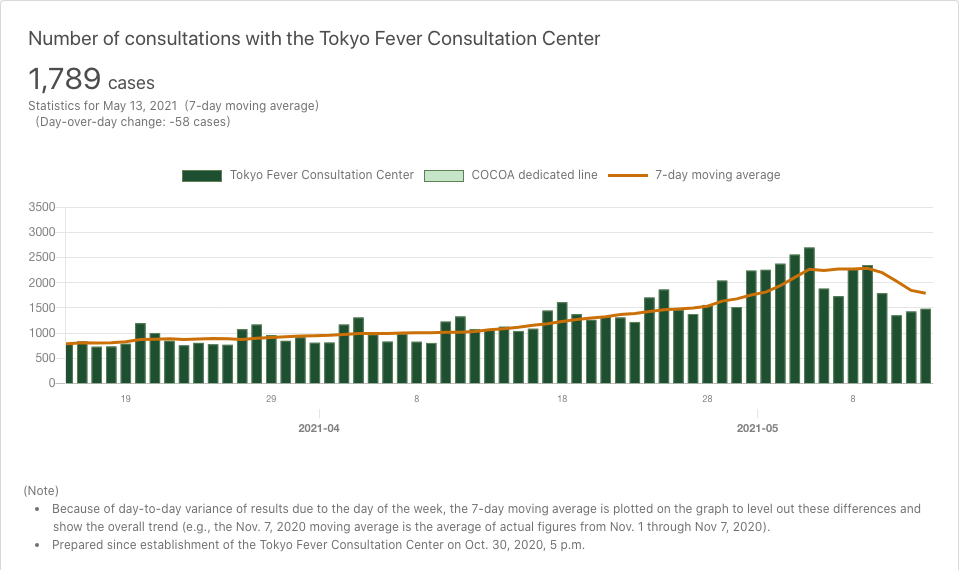 Number of consultations with the Tokyo Fever Consultation Center
1,789 cases
Statistics for May 13, 2021 (7-day moving average)
(Day-over-day change: -58 cases)
Tokyo Fever Consultation Center COCOA dedicated line 7-day moving average
3500
3000
2500
2000
1500
1000
500
0
19 29 8 18 28 8
2021-04 2021-05
(Note)
• Because of day-to-day variance of results due to the day of the week, the 7-day moving average is plotted on the graph to level out these differences and
show the overall trend (e.g., the Nov. 7, 2020 moving average is the average of actual figures from Nov. 1 through Nov 7, 2020).
• Prepared since establishment of the Tokyo Fever Consultation Center on Oct. 30, 2020, 5 p.m.